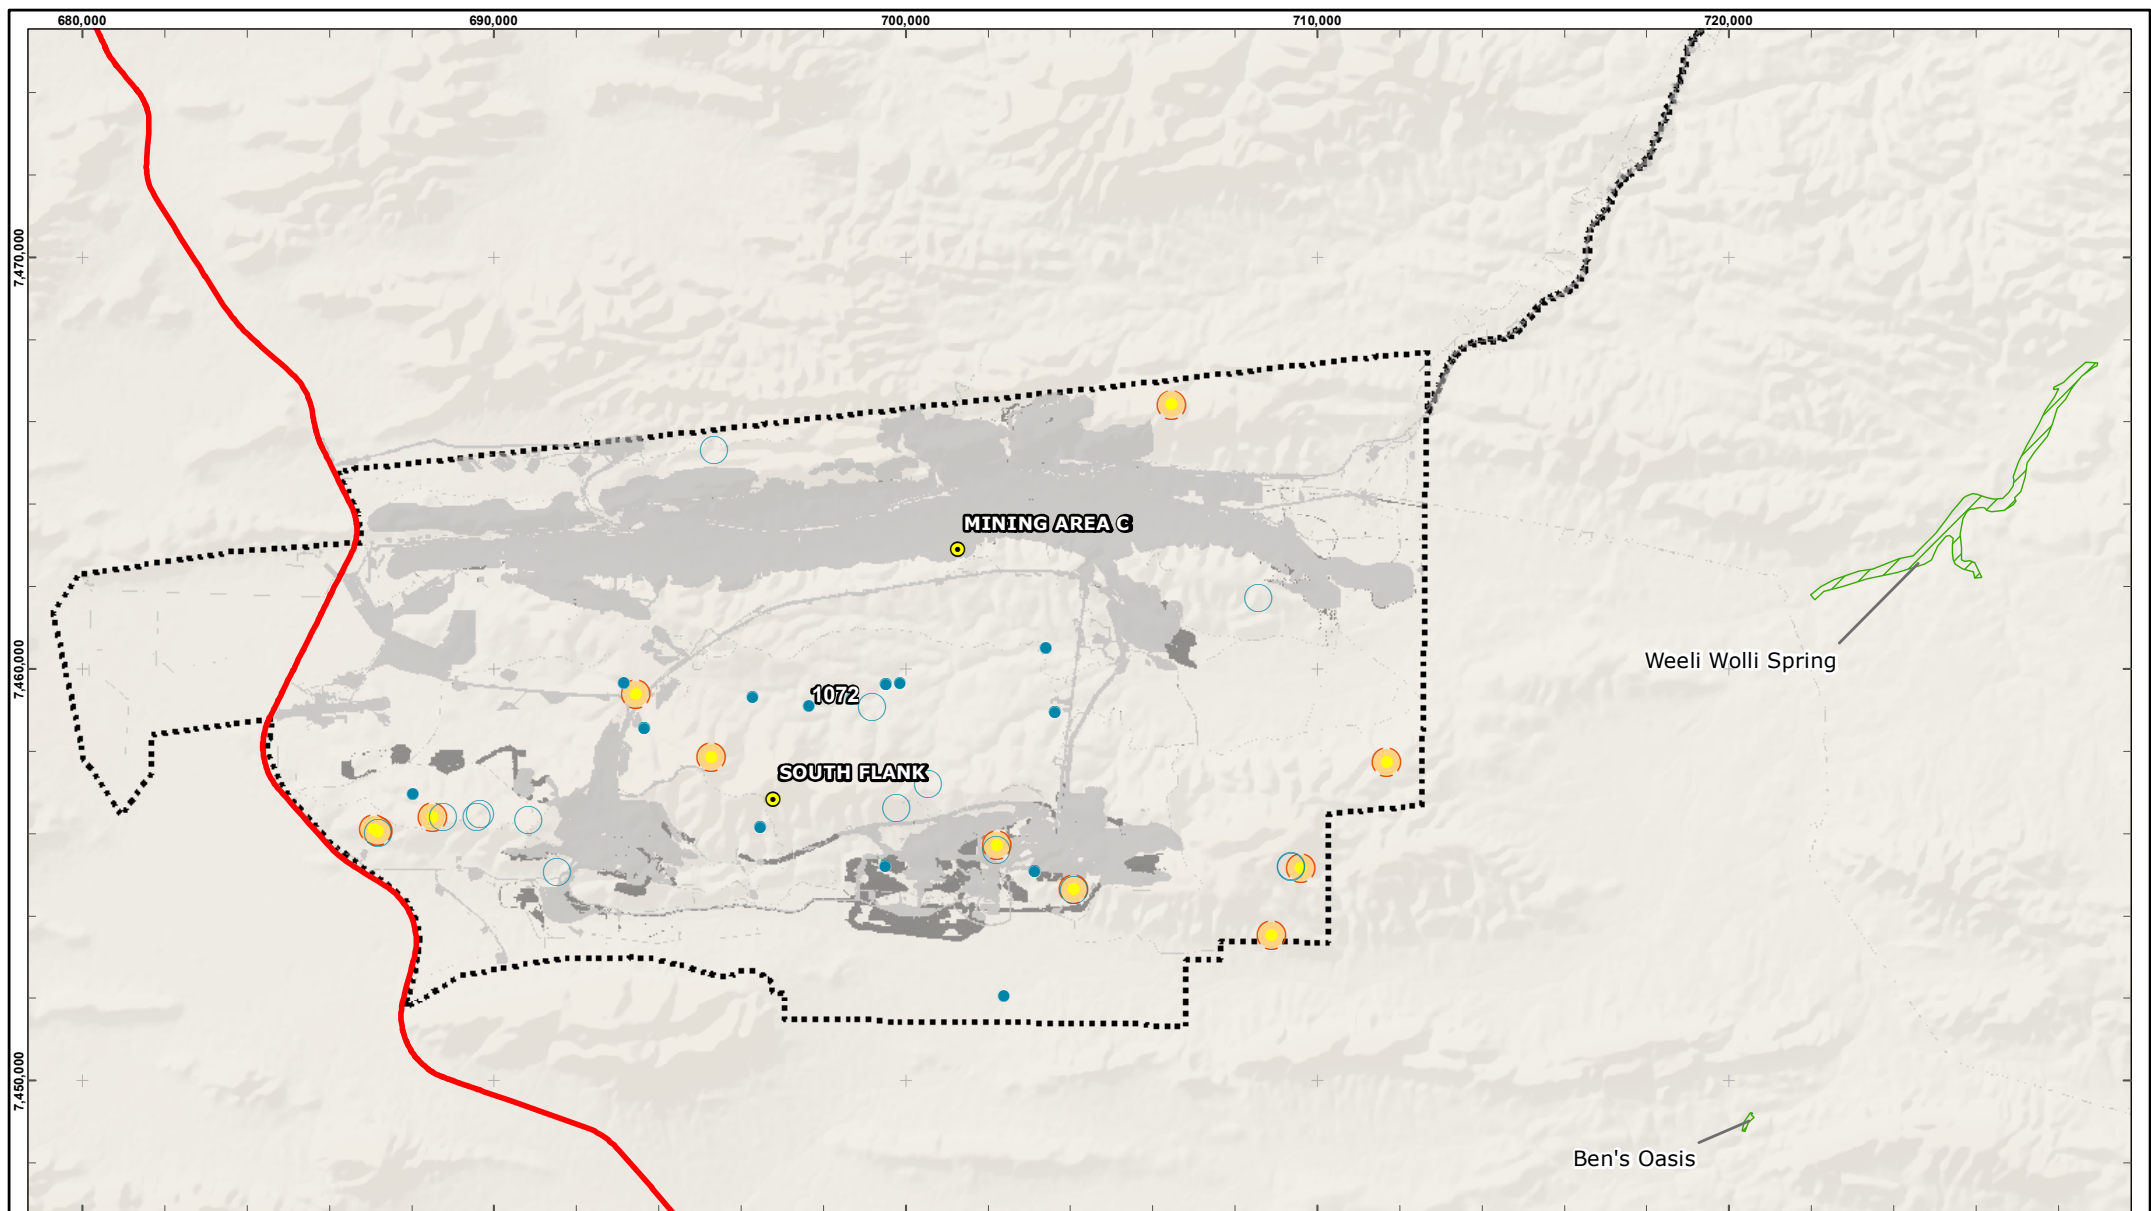 680,000
690,000
700,000
710,000
720,000
7,470,000
MINING AREA C
7,460,000
Weeli Wolli Spring
1072
SOUTH FLANK
7,450,000
Ben's Oasis